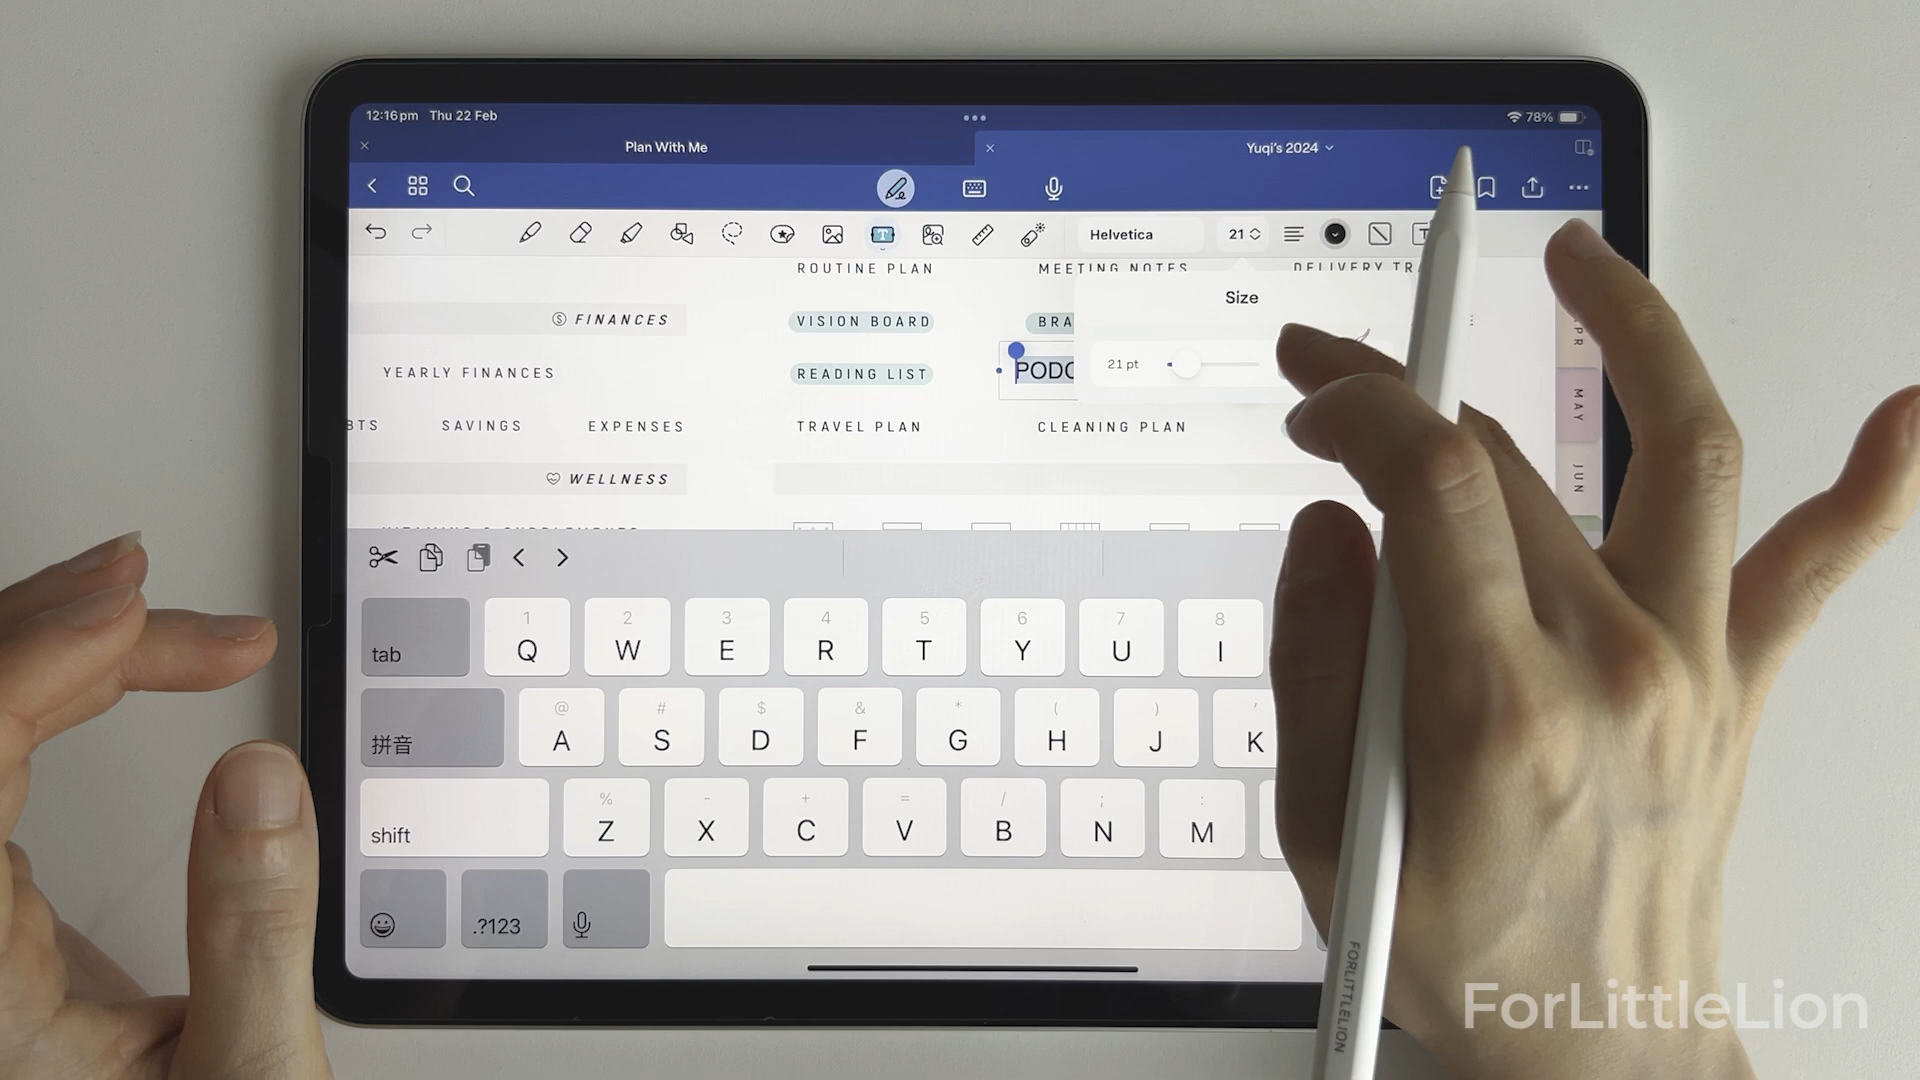 12:16pm Thu 22 Feb
78%
Plan With Me
Yuqi's 2024
Helvetica
21
ROUTINE PLAN
MEETING NOTES
Size
FINANCES
VISION BOARD
BRA
21 pt
YEARLY FINANCES
READING LIST
PODC
SAVINGS
EXPENSES
TRAVEL PLAN
CLEANING PLAN
WELLNESS
MAY
JUN
tab
1 2 3 4 5 6 7 8
Q W E R T Y U I
拼音
@ # $ & * ( ) '
A S D F G H J K
shift
% - + = / ; :
Z X C V B N M
.?123
FORLITTLELION
ForLittleLion